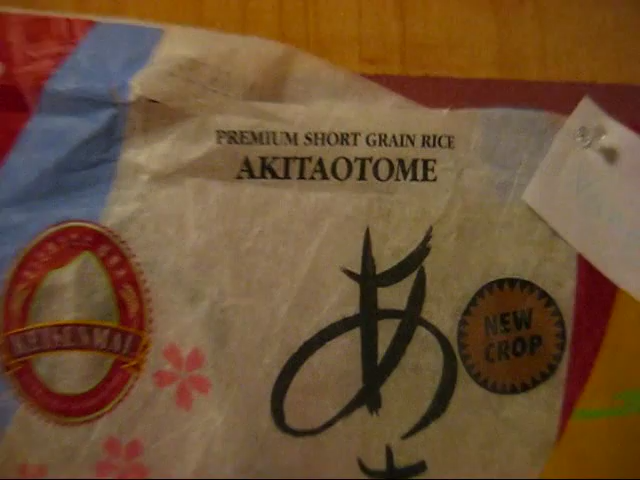 PREMIUM SHORT GRAIN RICE
AKITAOTOME
あ
NEW
CROP